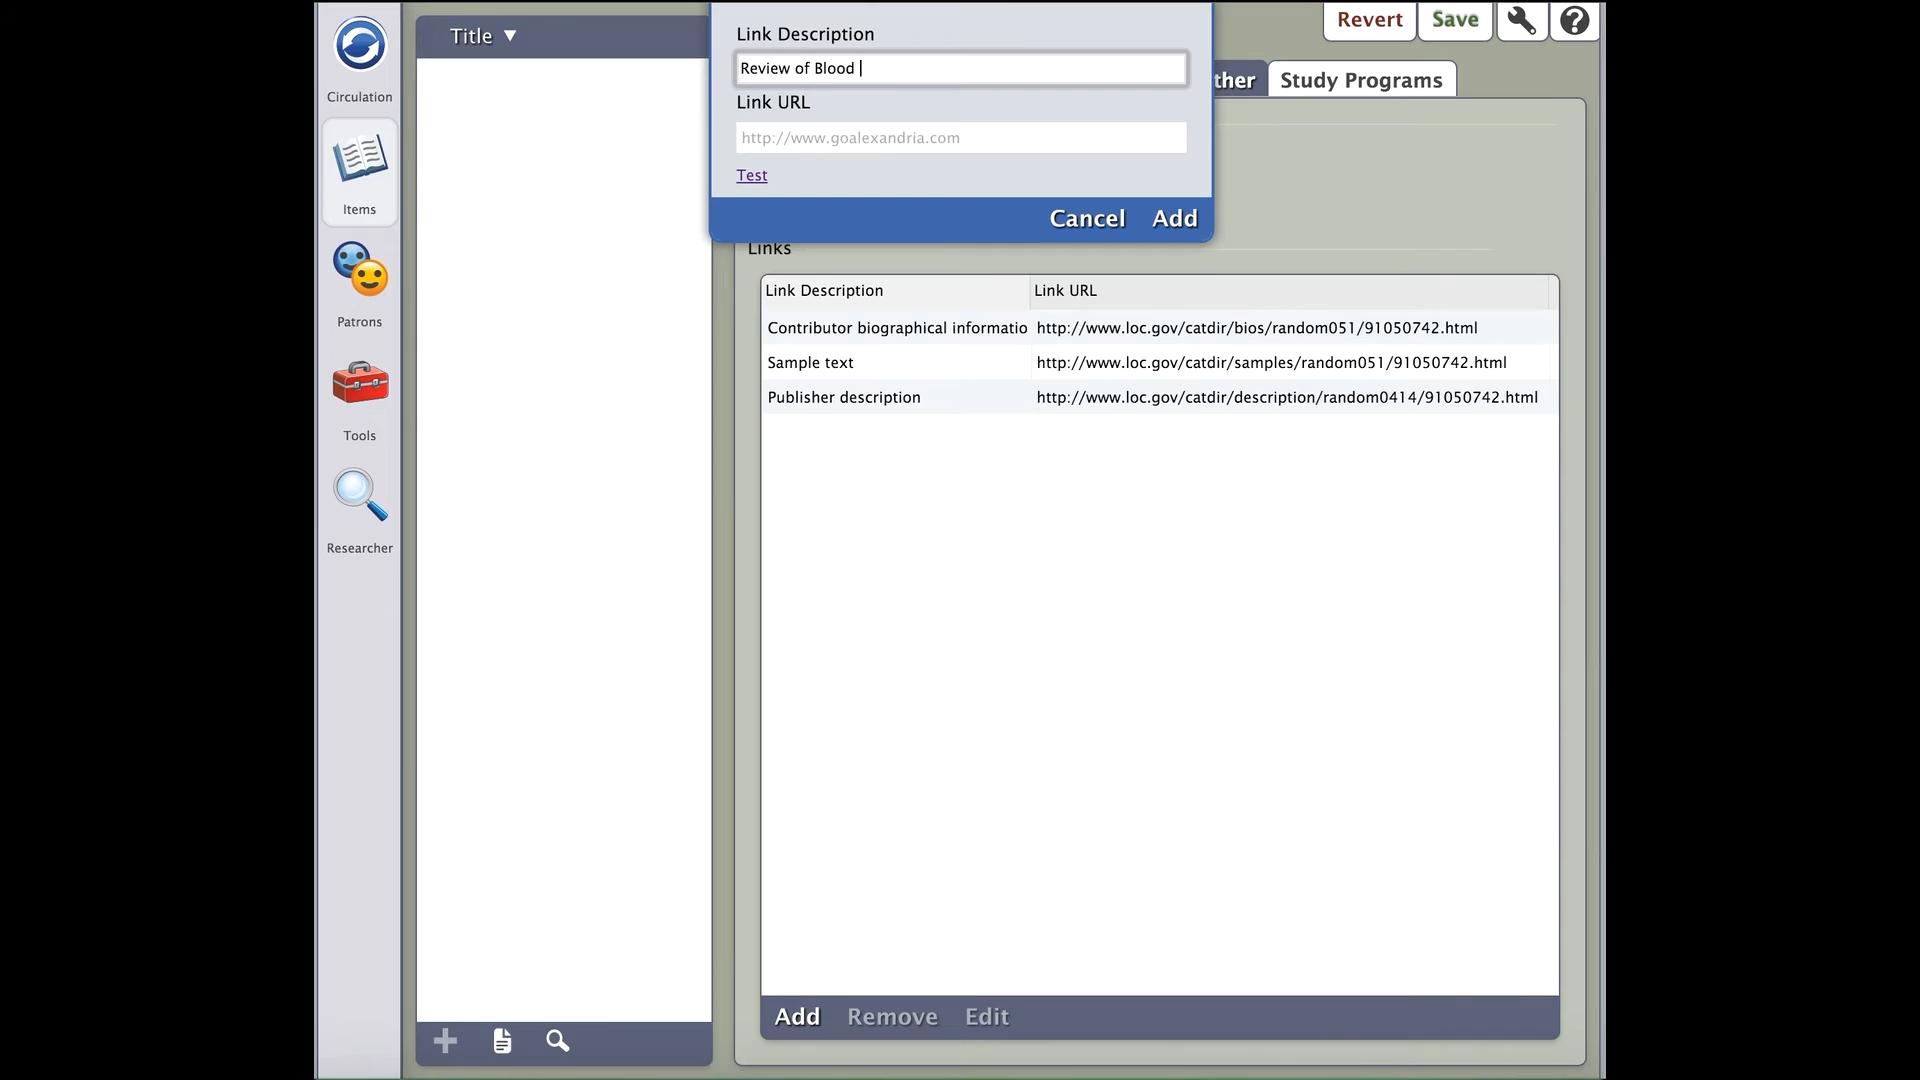 Circulation
Items
Patrons
Tools
Researcher
Title ▼
Link Description
Review of Blood
Link URL
http://www.goalexandria.com
Test
Cancel Add
Revert Save
ther Study Programs
Links
Link Description Link URL
Contributor biographical informatio http://www.loc.gov/catdir/bios/random051/91050742.html
Sample text http://www.loc.gov/catdir/samples/random051/91050742.html
Publisher description http://www.loc.gov/catdir/description/random0414/91050742.html
Add Remove Edit